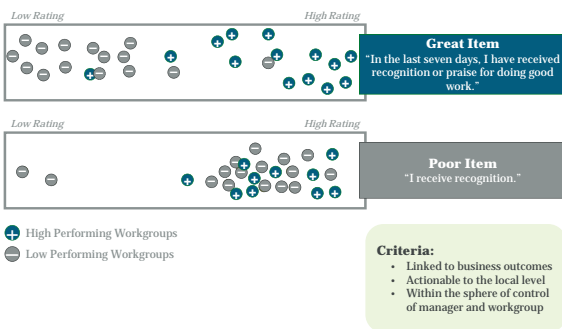 Low Rating
High Rating
Great Item
“In the last seven days, I have received
recognition or praise for doing good
work.”
Low Rating
High Rating
Poor Item
“I receive recognition.”
High Performing Workgroups
Low Performing Workgroups
Criteria:
• Linked to business outcomes
• Actionable to the local level
• Within the sphere of control
of manager and workgroup